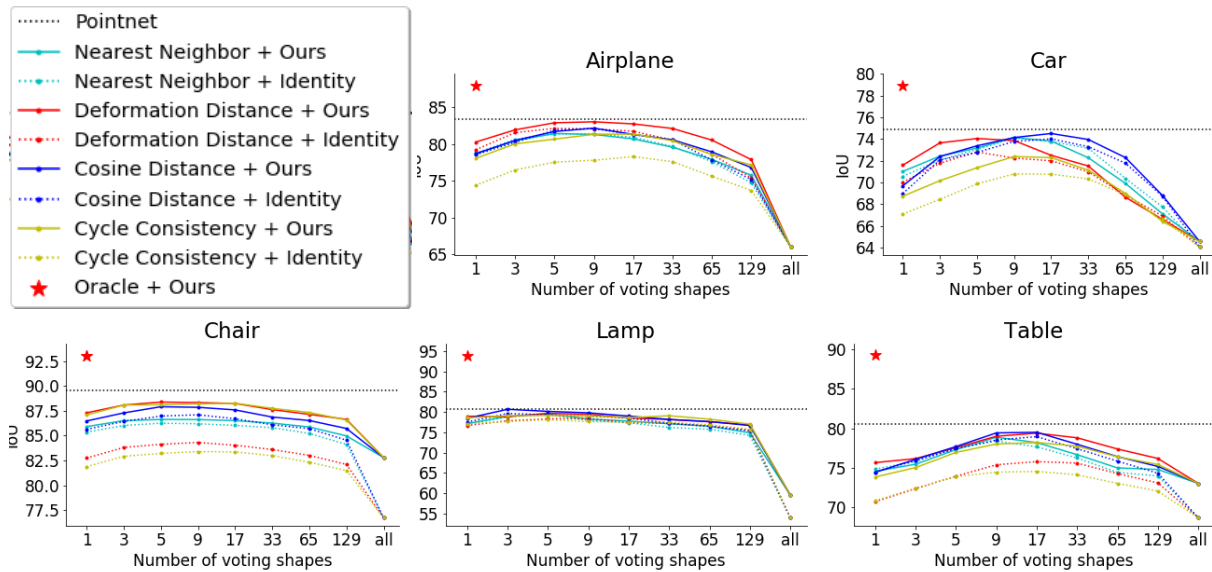 Pointnet
Nearest Neighbor + Ours
Nearest Neighbor + Identity
Deformation Distance + Ours
Deformation Distance + Identity
Cosine Distance + Ours
Cosine Distance + Identity
Cycle Consistency + Ours
Cycle Consistency + Identity
Oracle + Ours
Airplane
IoU
85
80
75
70
65
1 3 5 9 17 33 65 129 all
Number of voting shapes
Car
IoU
80
78
76
74
72
70
68
66
64
1 3 5 9 17 33 65 129 all
Number of voting shapes
Chair
IoU
92.5
90.0
87.5
85.0
82.5
80.0
77.5
1 3 5 9 17 33 65 129 all
Number of voting shapes
Lamp
IoU
95
90
85
80
75
70
65
60
55
1 3 5 9 17 33 65 129 all
Number of voting shapes
Table
IoU
90
85
80
75
70
1 3 5 9 17 33 65 129 all
Number of voting shapes